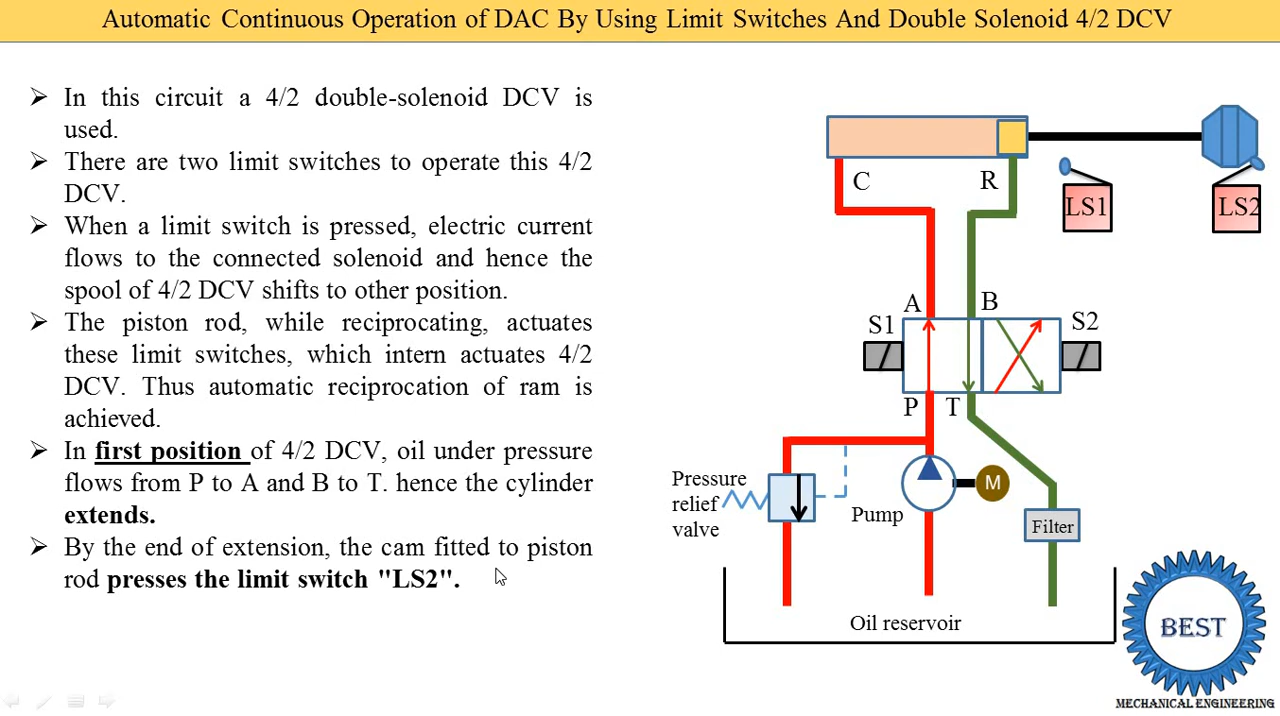 Automatic Continuous Operation of DAC By Using Limit Switches And Double Solenoid 4/2 DCV
In this circuit a 4/2 double-solenoid DCV is
used.
There are two limit switches to operate this 4/2
DCV.
When a limit switch is pressed, electric current
flows to the connected solenoid and hence the
spool of 4/2 DCV shifts to other position.
The piston rod, while reciprocating, actuates
these limit switches, which intern actuates 4/2
DCV. Thus automatic reciprocation of ram is
achieved.
In first position of 4/2 DCV, oil under pressure
flows from P to A and B to T. hence the cylinder
extends.
By the end of extension, the cam fitted to piston
rod presses the limit switch "LS2".
C
R
LS1
LS2
A
B
S1
S2
P
T
Pressure
relief
valve
Pump
M
Filter
Oil reservoir
BEST
MECHANICAL ENGINEERING